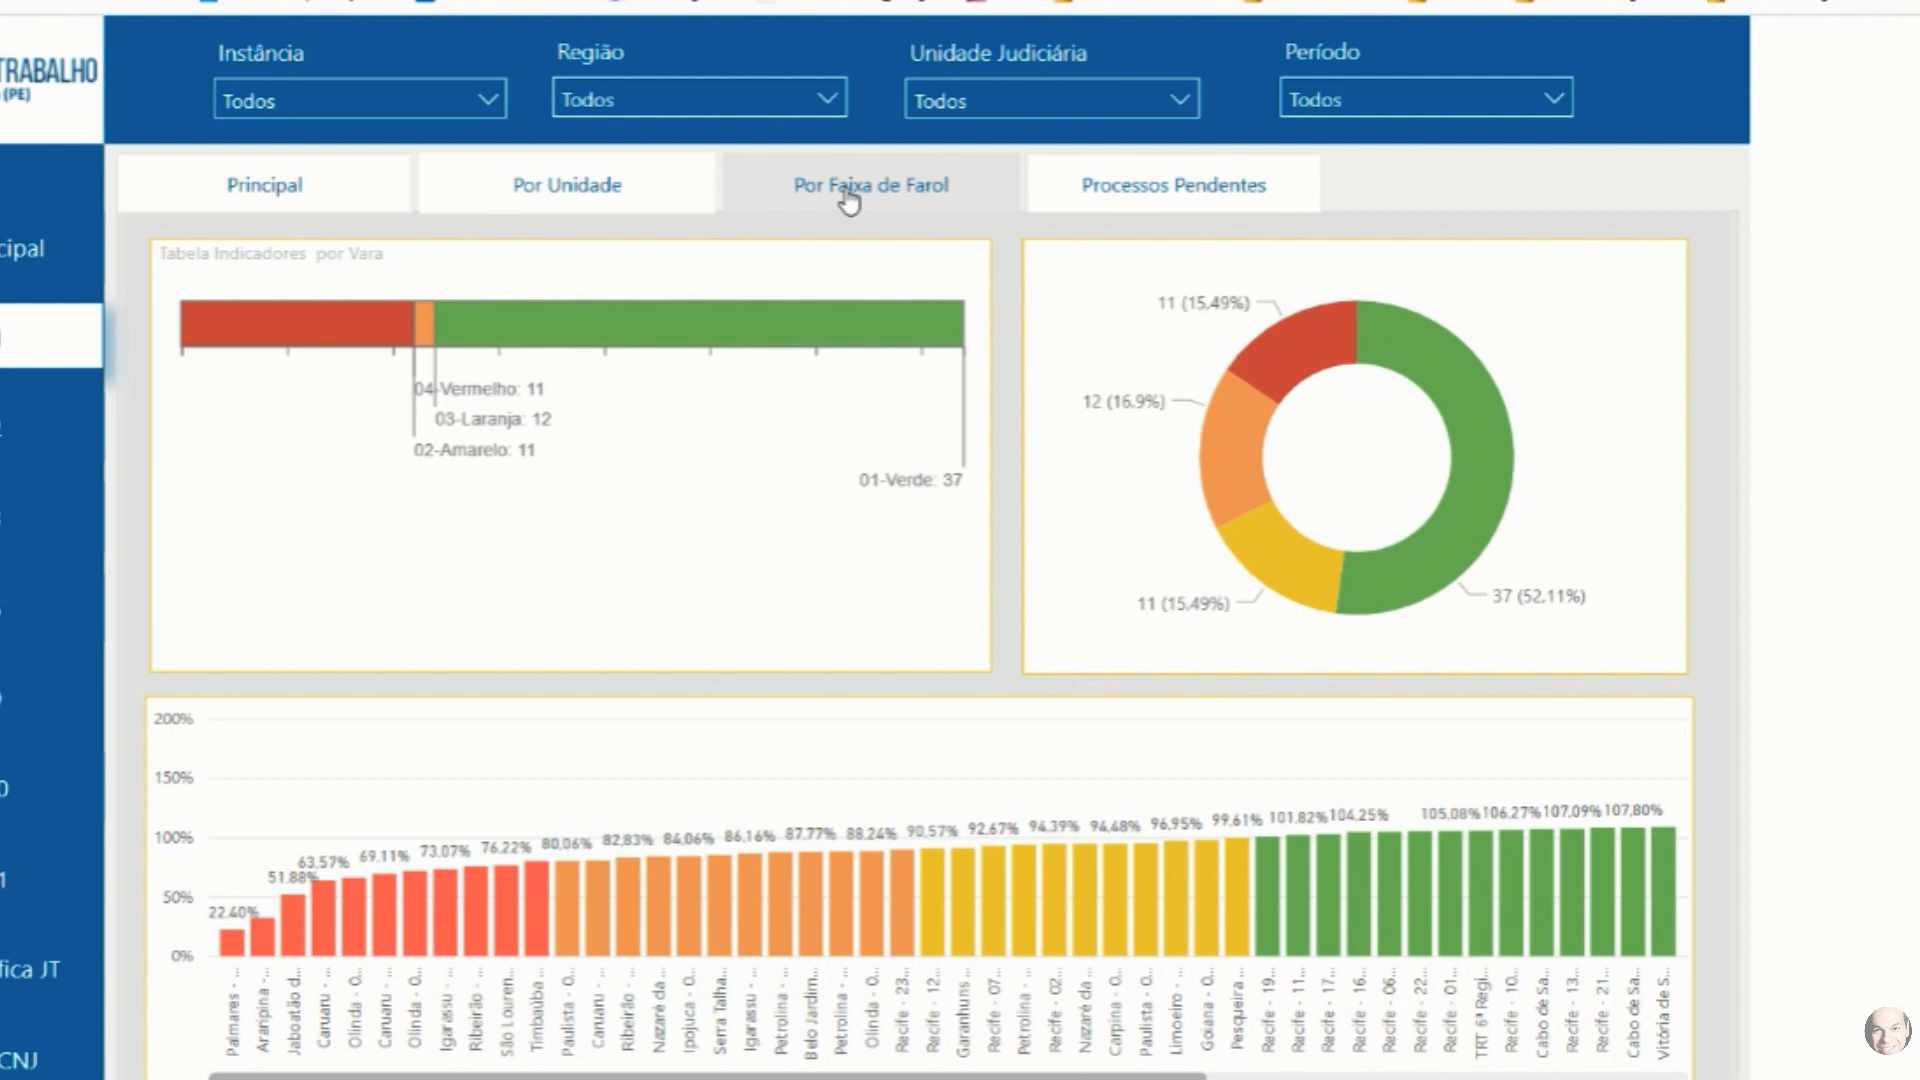 TRABALHO
(PE)
Instância
Região
Unidade Judiciária
Período
Todos
Todos
Todos
Todos
Principal
Por Unidade
Por Faixa de Farol
Processos Pendentes
cipal
fica JT
CNJ
Tabela Indicadores por Vara
04-Vermelho: 11
03-Laranja: 12
02-Amarelo: 11
01-Verde: 37
11 (15,49%)
12 (16,9%)
11 (15,49%)
37 (52,11%)
200%
150%
100%
50%
0%
22,40%
51,88%
63,57%
69,11%
73,07%
76,22%
80,06%
82,83%
84,06%
86,16%
87,77%
88,24%
90,57%
92,67%
94,39%
94,48%
96,95%
99,61%
101,82%
104,25%
105,08%
106,27%
107,09%
107,80%
Palmares - ...
Araripina - ...
Jaboatão d...
Caruaru - ...
Olinda - 0...
Caruaru - ...
Olinda - 0...
Igarassu - ...
Ribeirão - ...
São Louren...
Timbaúba ...
Paulista - 0...
Caruaru - ...
Ribeirão - ...
Nazaré da ...
Ipojuca - 0...
Serra Talha...
Igarassu - ...
Petrolina - ...
Belo Jardim...
Petrolina - ...
Olinda - 0...
Recife - 23...
Recife - 12...
Garanhuns ...
Recife - 07...
Petrolina - ...
Recife - 02...
Nazaré da ...
Carpina - 0...
Paulista - 0...
Limoeiro - ...
Goiana - 0...
Pesqueira ...
Recife - 19...
Recife - 11...
Recife - 17...
Recife - 16...
Recife - 06...
Recife - 22...
Recife - 01...
TRT 6ª Regi...
Recife - 10...
Cabo de Sa...
Recife - 13...
Recife - 21...
Cabo de Sa...
Vitória de S...